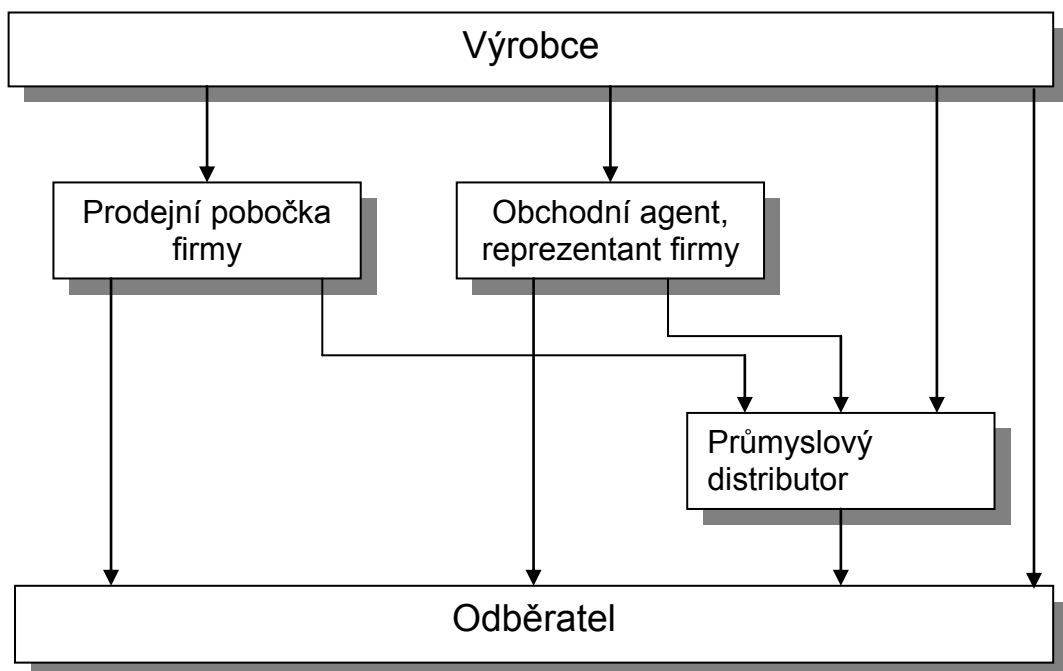 Výrobce
Prodejní pobočka
firmy
Obchodní agent,
reprezentant firmy
Průmyslový
distributor
Odběratel